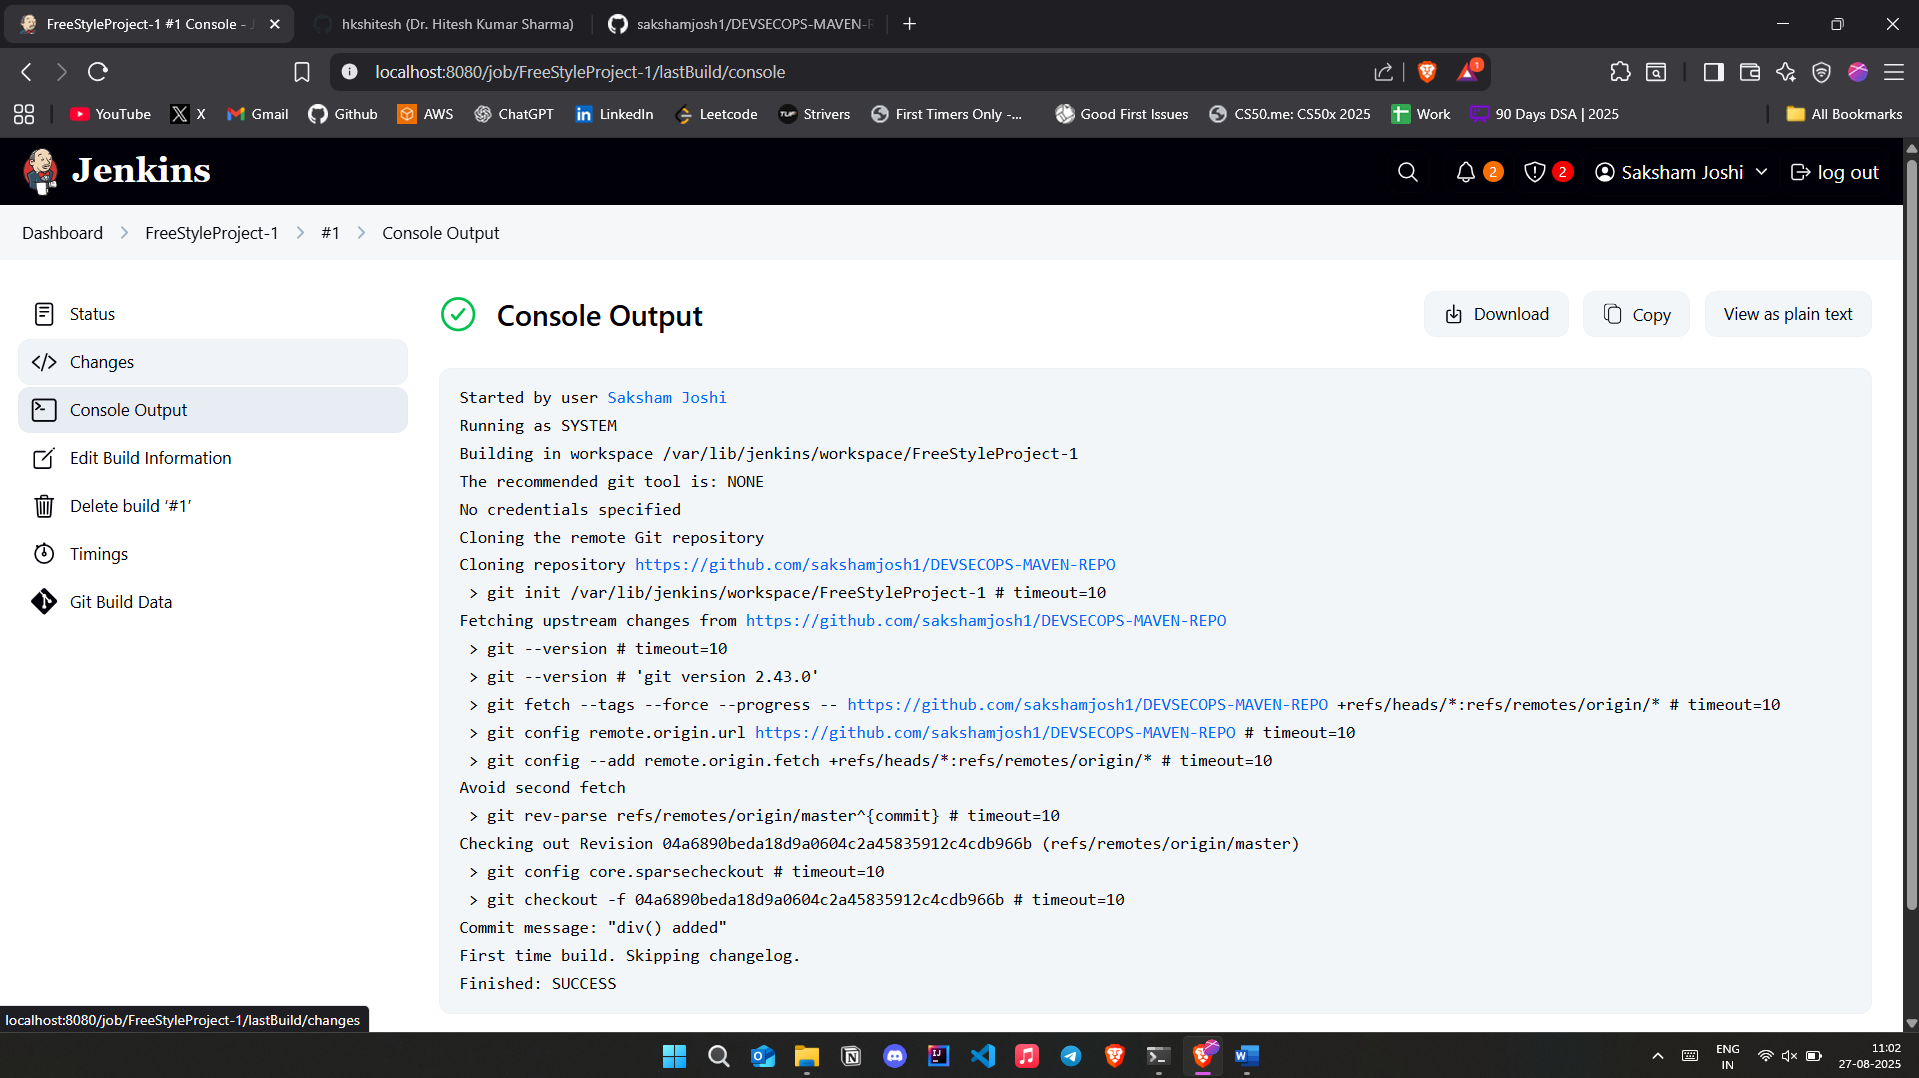 FreeStyleProject-1 #1 Console - J
hkshitesh (Dr. Hitesh Kumar Sharma)
sakshamjosh1/DEVSECOPS-MAVEN-R
localhost:8080/job/FreeStyleProject-1/lastBuild/console
1
YouTube
X
Gmail
Github
AWS
ChatGPT
LinkedIn
Leetcode
Strivers
First Timers Only -...
Good First Issues
CS50.me: CS50x 2025
Work
90 Days DSA | 2025
All Bookmarks
Jenkins
2
2
Saksham Joshi
log out
Dashboard
FreeStyleProject-1
#1
Console Output
Status
Changes
Console Output
Edit Build Information
Delete build ‘#1’
Timings
Git Build Data
Console Output
Download
Copy
View as plain text
Started by user Saksham Joshi
Running as SYSTEM
Building in workspace /var/lib/jenkins/workspace/FreeStyleProject-1
The recommended git tool is: NONE
No credentials specified
Cloning the remote Git repository
Cloning repository https://github.com/sakshamjosh1/DEVSECOPS-MAVEN-REPO
> git init /var/lib/jenkins/workspace/FreeStyleProject-1 # timeout=10
Fetching upstream changes from https://github.com/sakshamjosh1/DEVSECOPS-MAVEN-REPO
> git --version # timeout=10
> git --version # 'git version 2.43.0'
> git fetch --tags --force --progress -- https://github.com/sakshamjosh1/DEVSECOPS-MAVEN-REPO +refs/heads/*:refs/remotes/origin/* # timeout=10
> git config remote.origin.url https://github.com/sakshamjosh1/DEVSECOPS-MAVEN-REPO # timeout=10
> git config --add remote.origin.fetch +refs/heads/*:refs/remotes/origin/* # timeout=10
Avoid second fetch
> git rev-parse refs/remotes/origin/master^{commit} # timeout=10
Checking out Revision 04a6890beda18d9a0604c2a45835912c4cdb966b (refs/remotes/origin/master)
> git config core.sparsecheckout # timeout=10
> git checkout -f 04a6890beda18d9a0604c2a45835912c4cdb966b # timeout=10
Commit message: "div() added"
First time build. Skipping changelog.
Finished: SUCCESS
localhost:8080/job/FreeStyleProject-1/lastBuild/changes
ENG
IN
11:02
27-08-2025